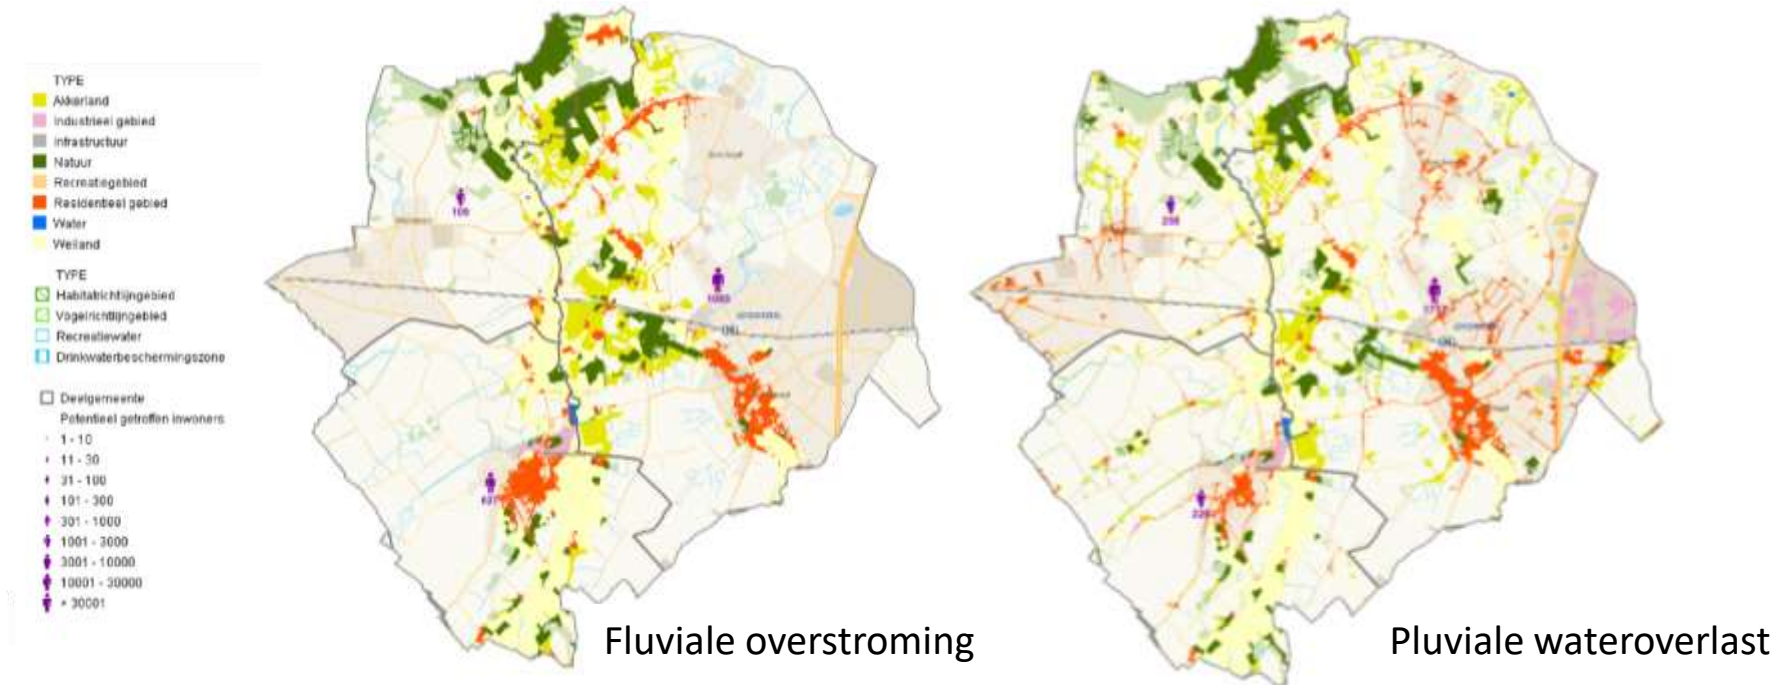 TYPE
Akkerland
Industrieel gebied
Infrastructuur
Natuur
Recreatiegebied
Residentieel gebied
Water
Weiland
TYPE
Habitatrichtlijngebied
Vogelrichtlijngebied
Recreatiewater
Drinkwaterbeschermingszone
Deelgemeente
Potentieel getroffen inwoners
1 - 10
11 - 30
31 - 100
101 - 300
301 - 1000
1001 - 3000
3001 - 10000
10001 - 30000
> 30001
Fluviale overstroming
Pluviale wateroverlast